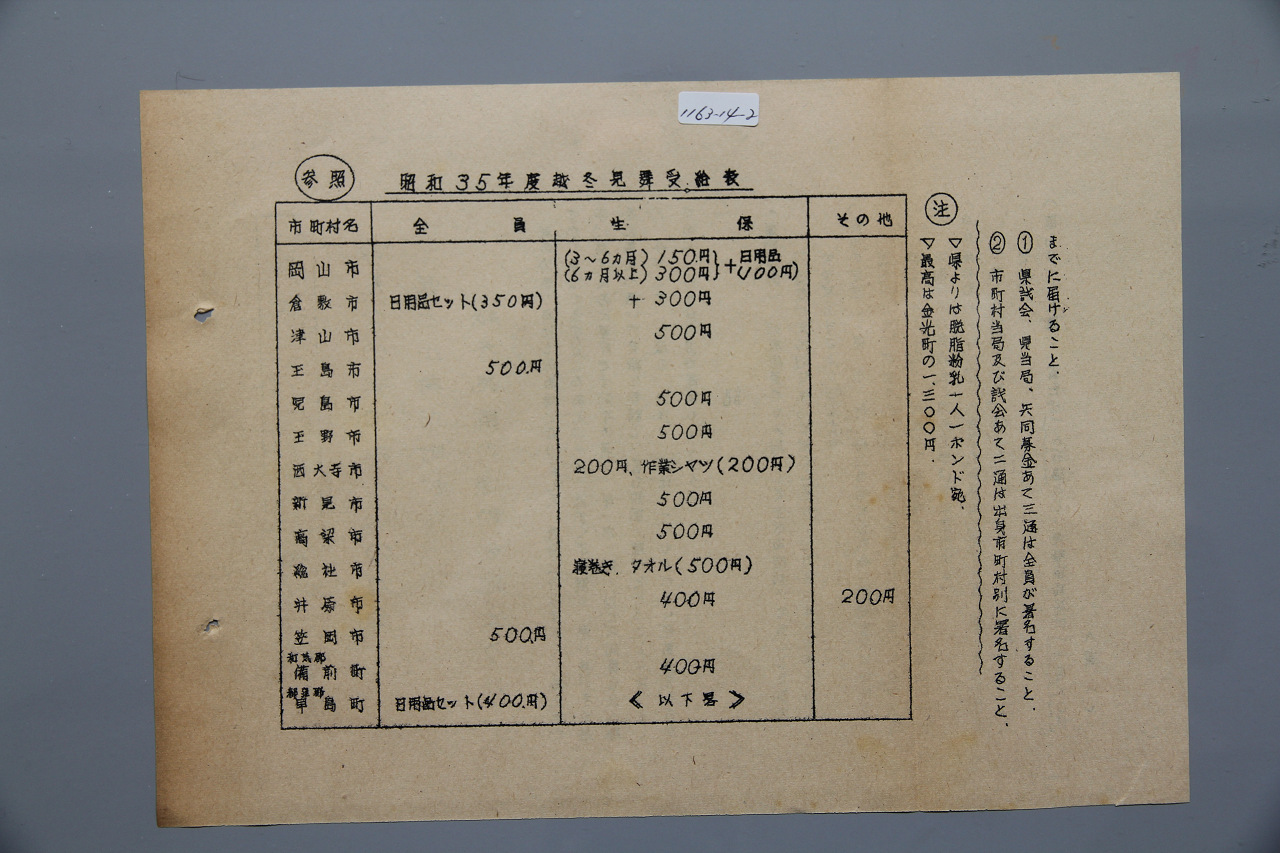 1163-14-2
までに届けること、
① 県議会、県当局、共同募金あて三通は全員が署名すること、
② 市町村当局及び議会あて二通は出身市町村別に署名すること、
注
▽県よりは脱脂粉乳一人一ポンド宛、
▽最高は金光町の一、三〇〇円、
参照 昭和35年度越冬見舞受給表
市町村名 全員 生保 その他
岡山市 (3～6カ月) 150円 (6カ月以上) 300円 + 日用品 (100円)
倉敷市 日用品セット(350円) + 300円
津山市 500円
玉島市 500円
児島市 500円
玉野市 500円
西大寺市 200円、作業シャツ(200円)
新見市 500円
高梁市 500円
総社市 寝巻き、タオル(500円)
井原市 400円 200円
笠岡市 500円
和気郡
備前町 400円
都窪郡
早島町 日用品セット(400円) 《以下畧》